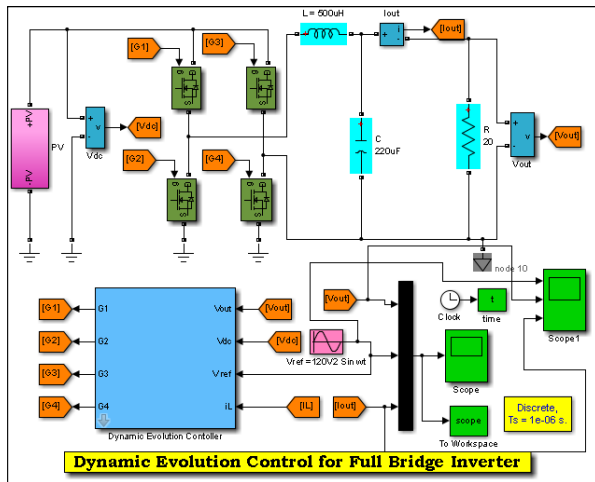 L = 500uH
Iout
[G1]
[G3]
[Iout]
i
+
-
g
g
+PV
-PV
PV
+
-
v
[Vdc]
Vdc
C
220uF
R
20
+
-
v
[Vout]
Vout
[G2]
[G4]
g
g
node 10
[G1]
[G2]
[G3]
[G4]
G1
G2
G3
G4
Vout
Vdc
Vref
iL
[Vout]
[Vdc]
[IL]
Dynamic Evolution Contoller
Vref =120V2 Sin wt
[Vout]
[Iout]
Clock
t
time
Scope1
Scope
scope
To Workspace
Discrete,
Ts = 1e-06 s.
Dynamic Evolution Control for Full Bridge Inverter